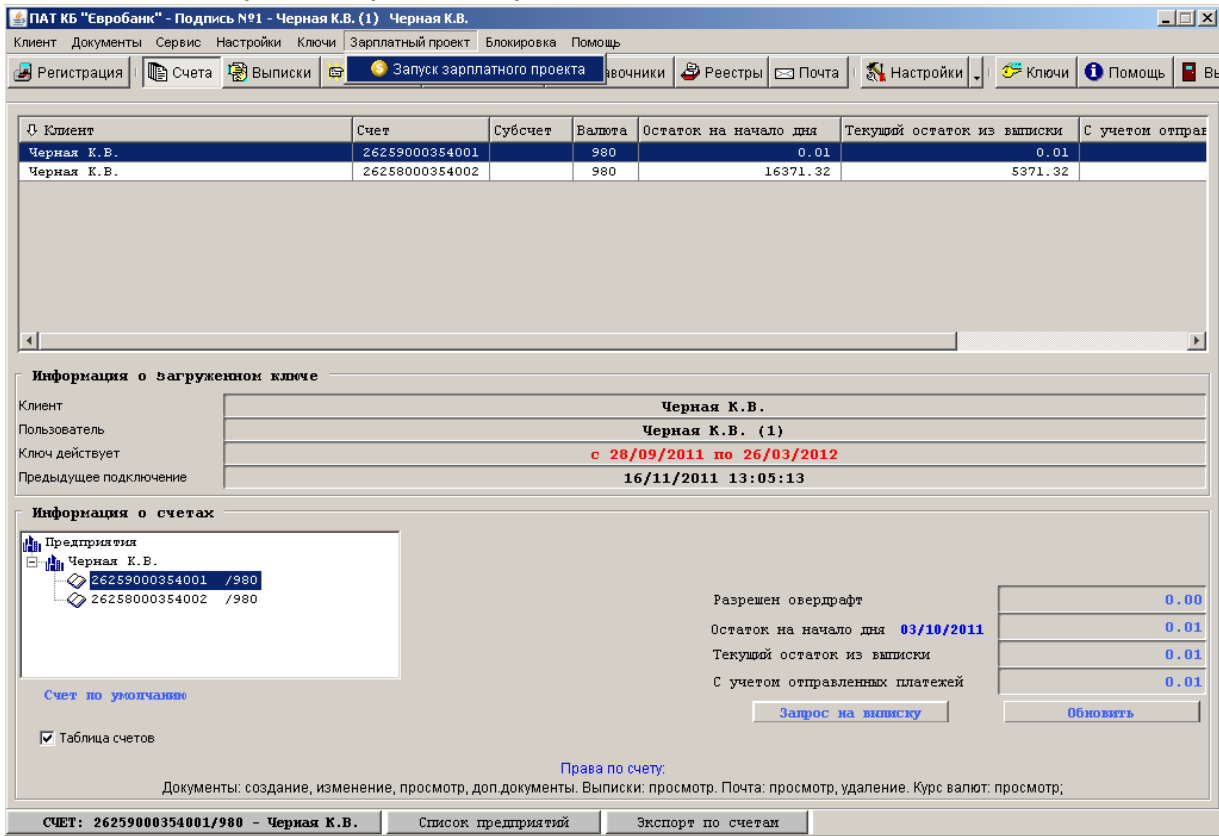 ПАТ КБ "Евробанк" - Подпись №1 - Черная К.В. (1) Черная К.В.
Клиент Документы Сервис Настройки Ключи Зарплатный проект Блокировка Помощь
Запуск зарплатного проекта
Регистрация Счета Выписки Реестры Почта Настройки Ключи Помощь
Клиент Счет Субсчет Валюта Остаток на начало дня Текущий остаток из выписки С учетом отправ
Черная К.В. 26259000354001 980 0.01 0.01
Черная К.В. 26258000354002 980 16371.32 5371.32
Информация о загруженном ключе
Клиент Черная К.В.
Пользователь Черная К.В. (1)
Ключ действует с 28/09/2011 по 26/03/2012
Предыдущее подключение 16/11/2011 13:05:13
Информация о счетах
Предприятия
Черная К.В.
26259000354001 /980
26258000354002 /980
Разрешен овердрафт 0.00
Остаток на начало дня 03/10/2011 0.01
Текущий остаток из выписки 0.01
С учетом отправленных платежей 0.01
Счет по умолчанию
Запрос на выписку Обновить
Таблица счетов
Права по счету:
Документы: создание, изменение, просмотр, доп.документы. Выписки: просмотр. Почта: просмотр, удаление. Курс валют: просмотр;
СЧЕТ: 26259000354001/980 - Черная К.В. Список предприятий Экспорт по счетам